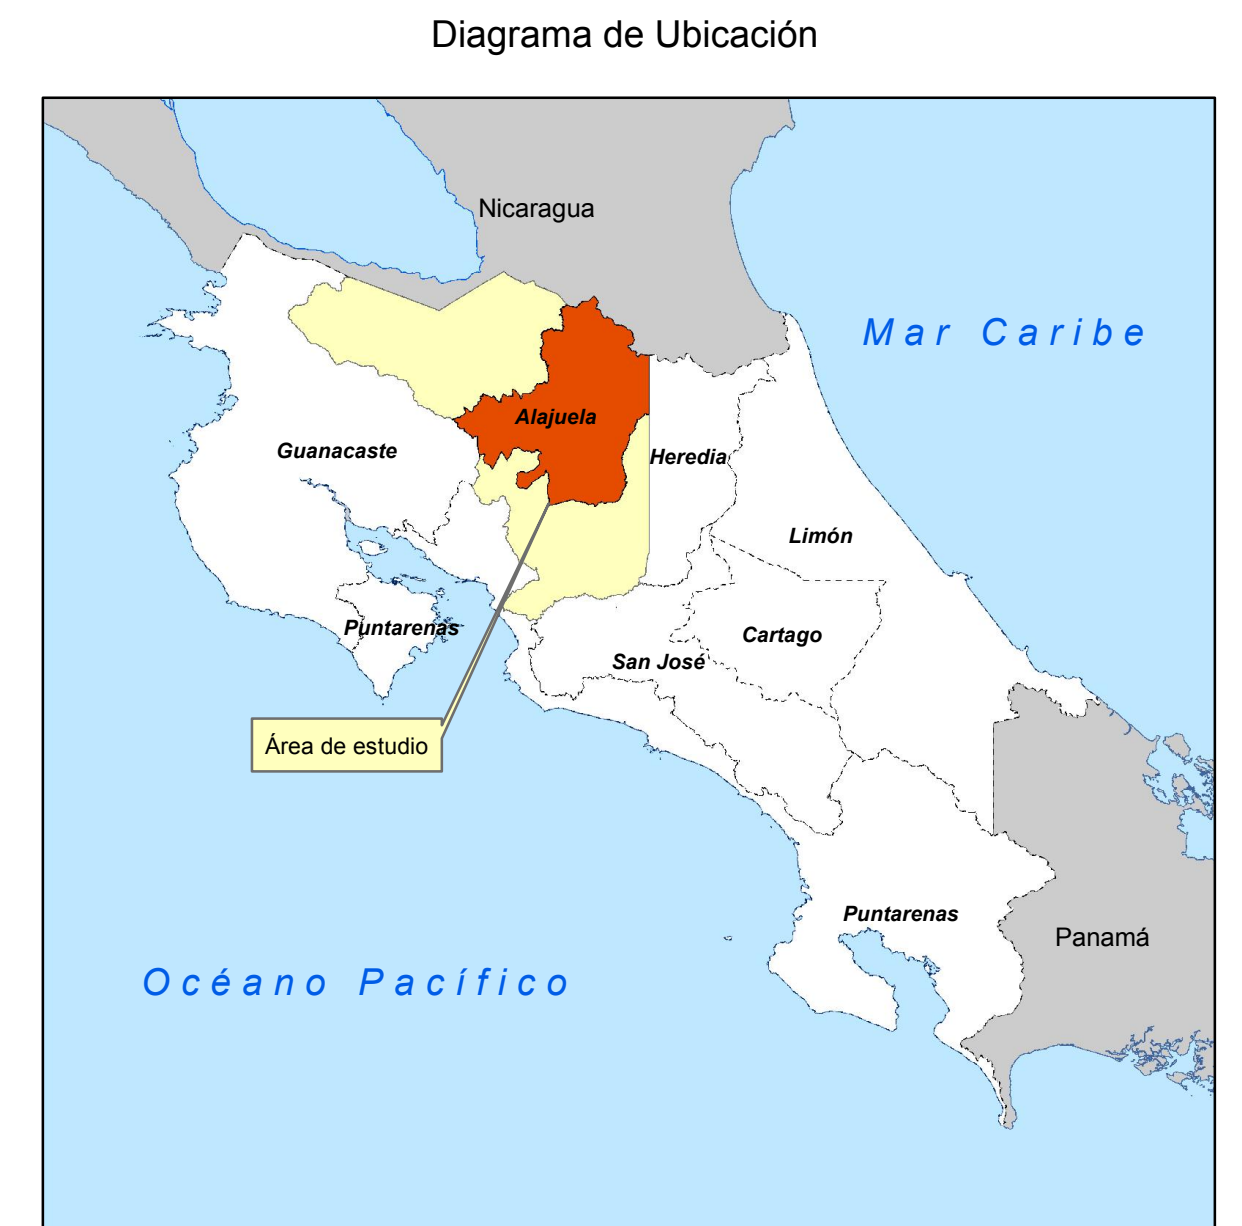 Diagrama de Ubicación
Nicaragua
Mar Caribe
Alajuela
Guanacaste
Heredia
Limón
Puntarenas
Cartago
San José
Área de estudio
Puntarenas
Panamá
Océano Pacífico